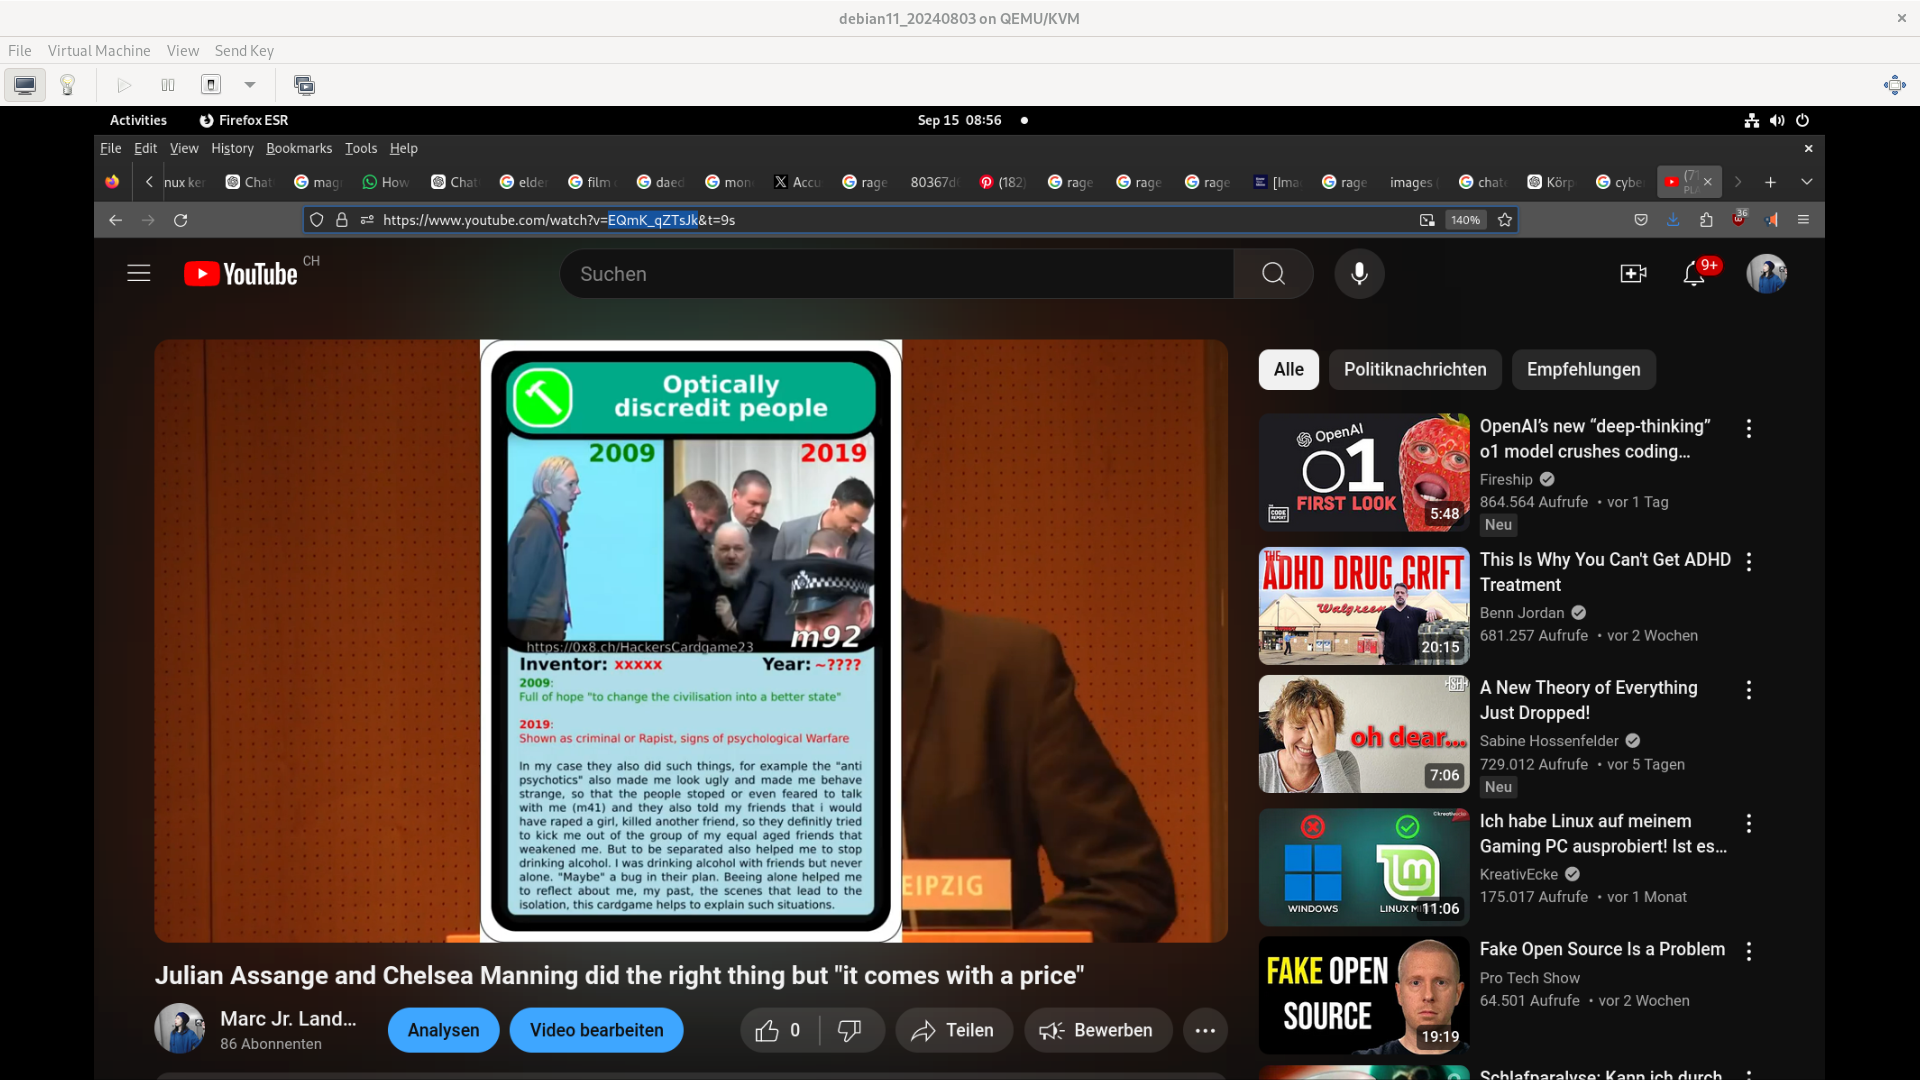 debian11_20240803 on QEMU/KVM
File Virtual Machine View Send Key
Activities Firefox ESR Sep 15 08:56
File Edit View History Bookmarks Tools Help
nux ker Chat mag How Chat elder film daed mon Accu rage 80367d (182) rage rage rage [Ima rage images chat Körp cybe (71
https://www.youtube.com/watch?v=EQmK_qZTsJk&t=9s 140% 36
YouTube CH Suchen 9+
Optically
discredit people
2009 2019
m92
https://0x8.ch/HackersCardgame23
Inventor: xxxxx Year: ~????
2009:
Full of hope "to change the civilisation into a better state"
2019:
Shown as criminal or Rapist, signs of psychological Warfare
In my case they also did such things, for example the "anti
psychotics" also made me look ugly and made me behave
strange, so that the people stoped or even feared to talk
with me (m41) and they also told my friends that i would
have raped a girl, killed another friend, so they definitly tried
to kick me out of the group of my equal aged friends that
weakened me. But to be separated also helped me to stop
drinking alcohol. I was drinking alcohol with friends but never
alone. "Maybe" a bug in their plan. Beeing alone helped me
to reflect about me, my past, the scenes that lead to the
isolation, this cardgame helps to explain such situations.
EIPZIG
Julian Assange and Chelsea Manning did the right thing but "it comes with a price"
Marc Jr. Land...
86 Abonnenten
Analysen Video bearbeiten 0 Teilen Bewerben
Alle Politiknachrichten Empfehlungen
OpenAI
O1
FIRST LOOK
THE CODE REPORT
5:48
OpenAI's new “deep-thinking”
o1 model crushes coding...
Fireship
864.564 Aufrufe • vor 1 Tag
Neu
THE
ADHD DRUG GRIFT
Walgreens
20:15
This Is Why You Can't Get ADHD
Treatment
Benn Jordan
681.257 Aufrufe • vor 2 Wochen
oh dear...
7:06
A New Theory of Everything
Just Dropped!
Sabine Hossenfelder
729.012 Aufrufe • vor 5 Tagen
Neu
WINDOWS LINUX M
11:06
Ich habe Linux auf meinem
Gaming PC ausprobiert! Ist es...
KreativEcke
175.017 Aufrufe • vor 1 Monat
FAKE OPEN
SOURCE
19:19
Fake Open Source Is a Problem
Pro Tech Show
64.501 Aufrufe • vor 2 Wochen
Schlafparalyse: Kann ich durch